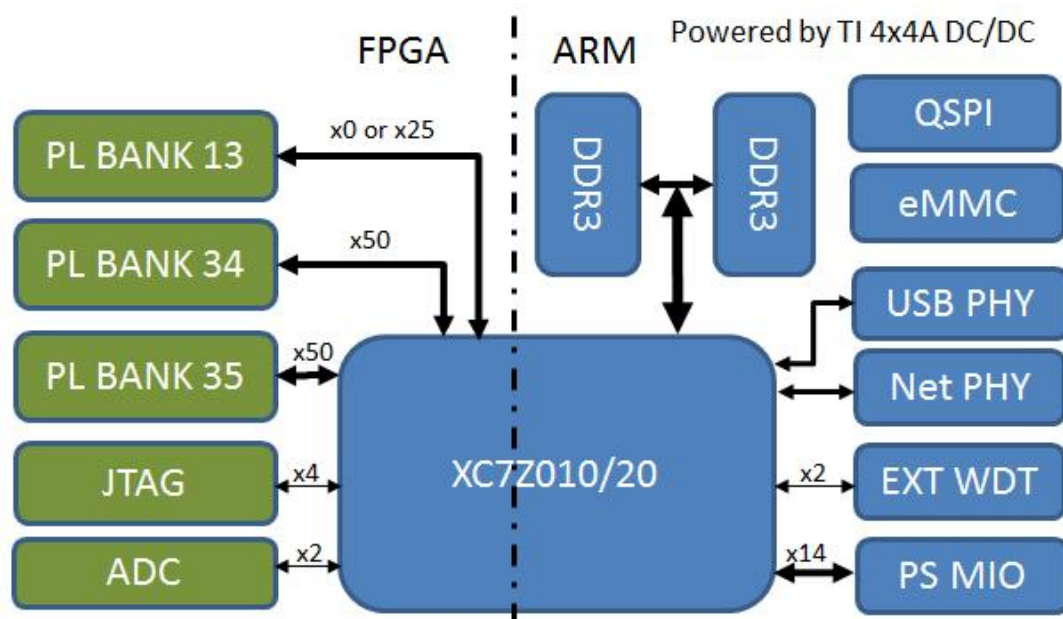 FPGA
ARM
Powered by TI 4x4A DC/DC
PL BANK 13
x0 or x25
DDR3
DDR3
QSPI
eMMC
PL BANK 34
x50
USB PHY
PL BANK 35
x50
Net PHY
JTAG
x4
XC7Z010/20
x2
EXT WDT
ADC
x2
x14
PS MIO